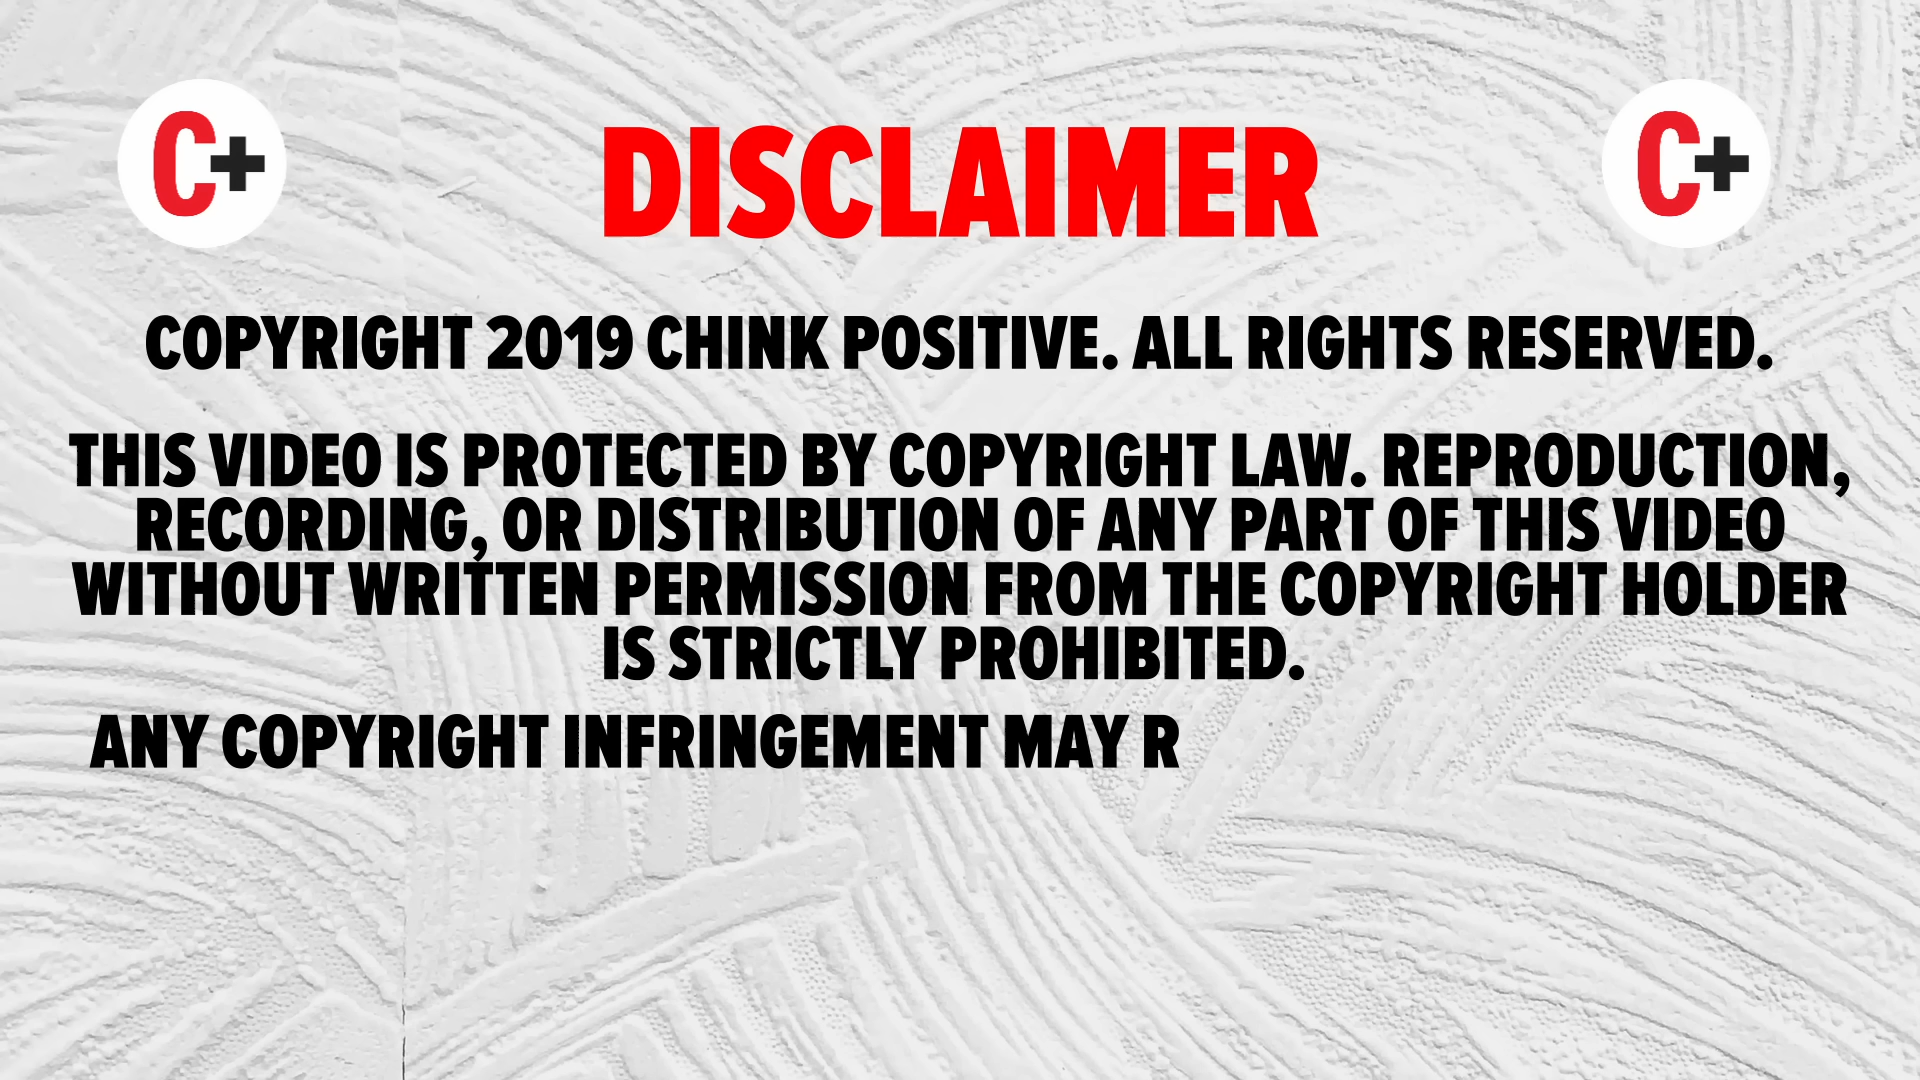 C+
DISCLAIMER
C+
COPYRIGHT 2019 CHINK POSITIVE. ALL RIGHTS RESERVED.
THIS VIDEO IS PROTECTED BY COPYRIGHT LAW. REPRODUCTION,
RECORDING, OR DISTRIBUTION OF ANY PART OF THIS VIDEO
WITHOUT WRITTEN PERMISSION FROM THE COPYRIGHT HOLDER
IS STRICTLY PROHIBITED.
ANY COPYRIGHT INFRINGEMENT MAY R